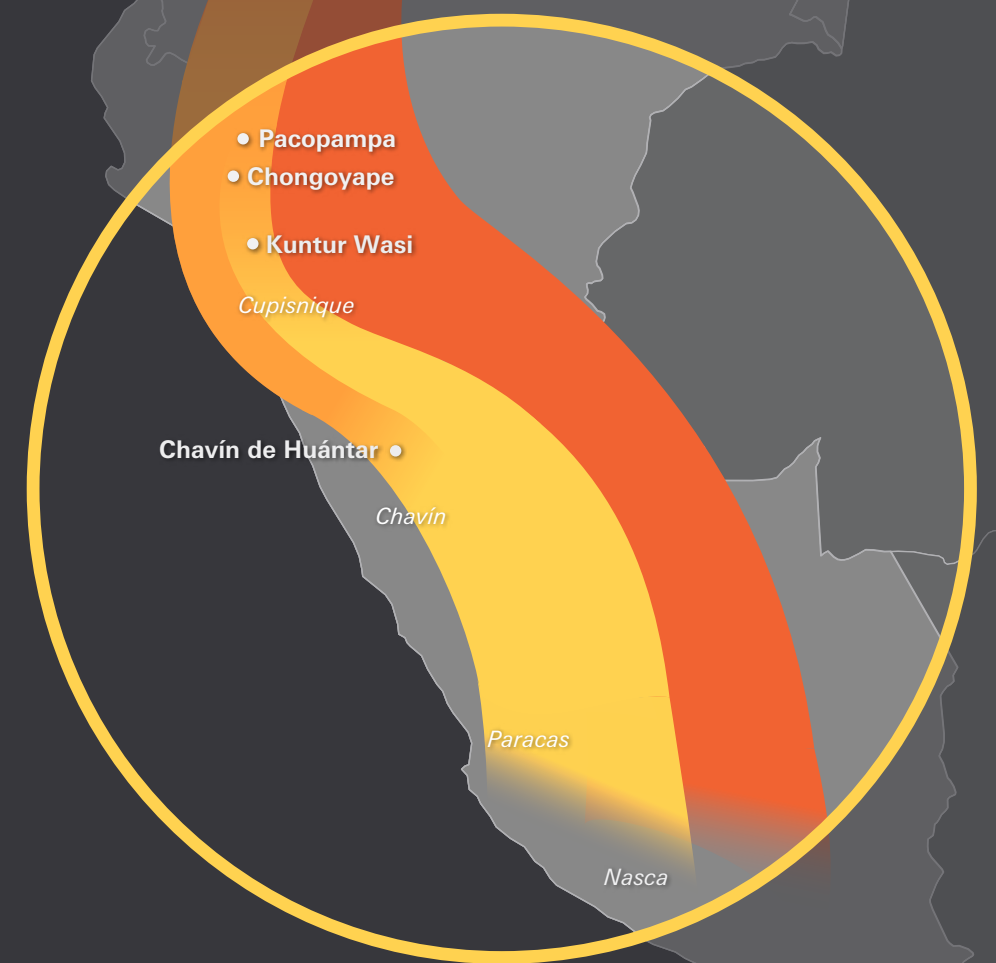 Pacopampa
Chongoyape
Kuntur Wasi
Cupisnique
Chavín de Huántar
Chavín
Paracas
Nasca